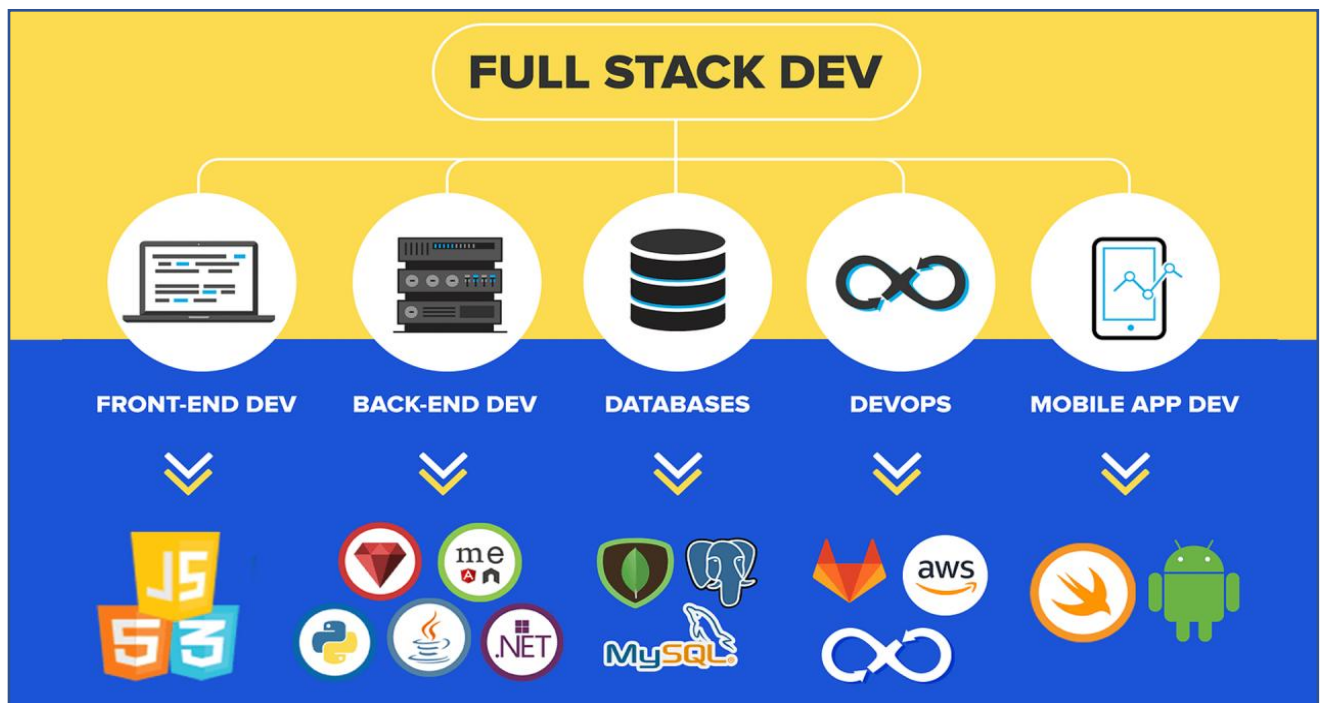 FULL STACK DEV
FRONT-END DEV
BACK-END DEV
DATABASES
DEVOPS
MOBILE APP DEV
JS
5
3
me
A
.NET
MySQL®
aws